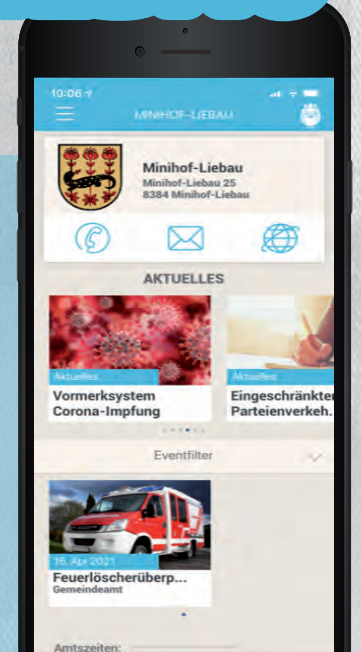 10:06
MINIHOF-LIEBAU
Minihof-Liebau
Minihof-Liebau 25
8384 Minihof-Liebau
AKTUELLES
Aktuelles
Vormerksystem
Corona-Impfung
Aktuelles
Eingeschränkter
Parteienverkeh.
Eventfilter
16. Apr 2021
Feuerlöscherüberp...
Gemeindeamt
Amtszeiten: